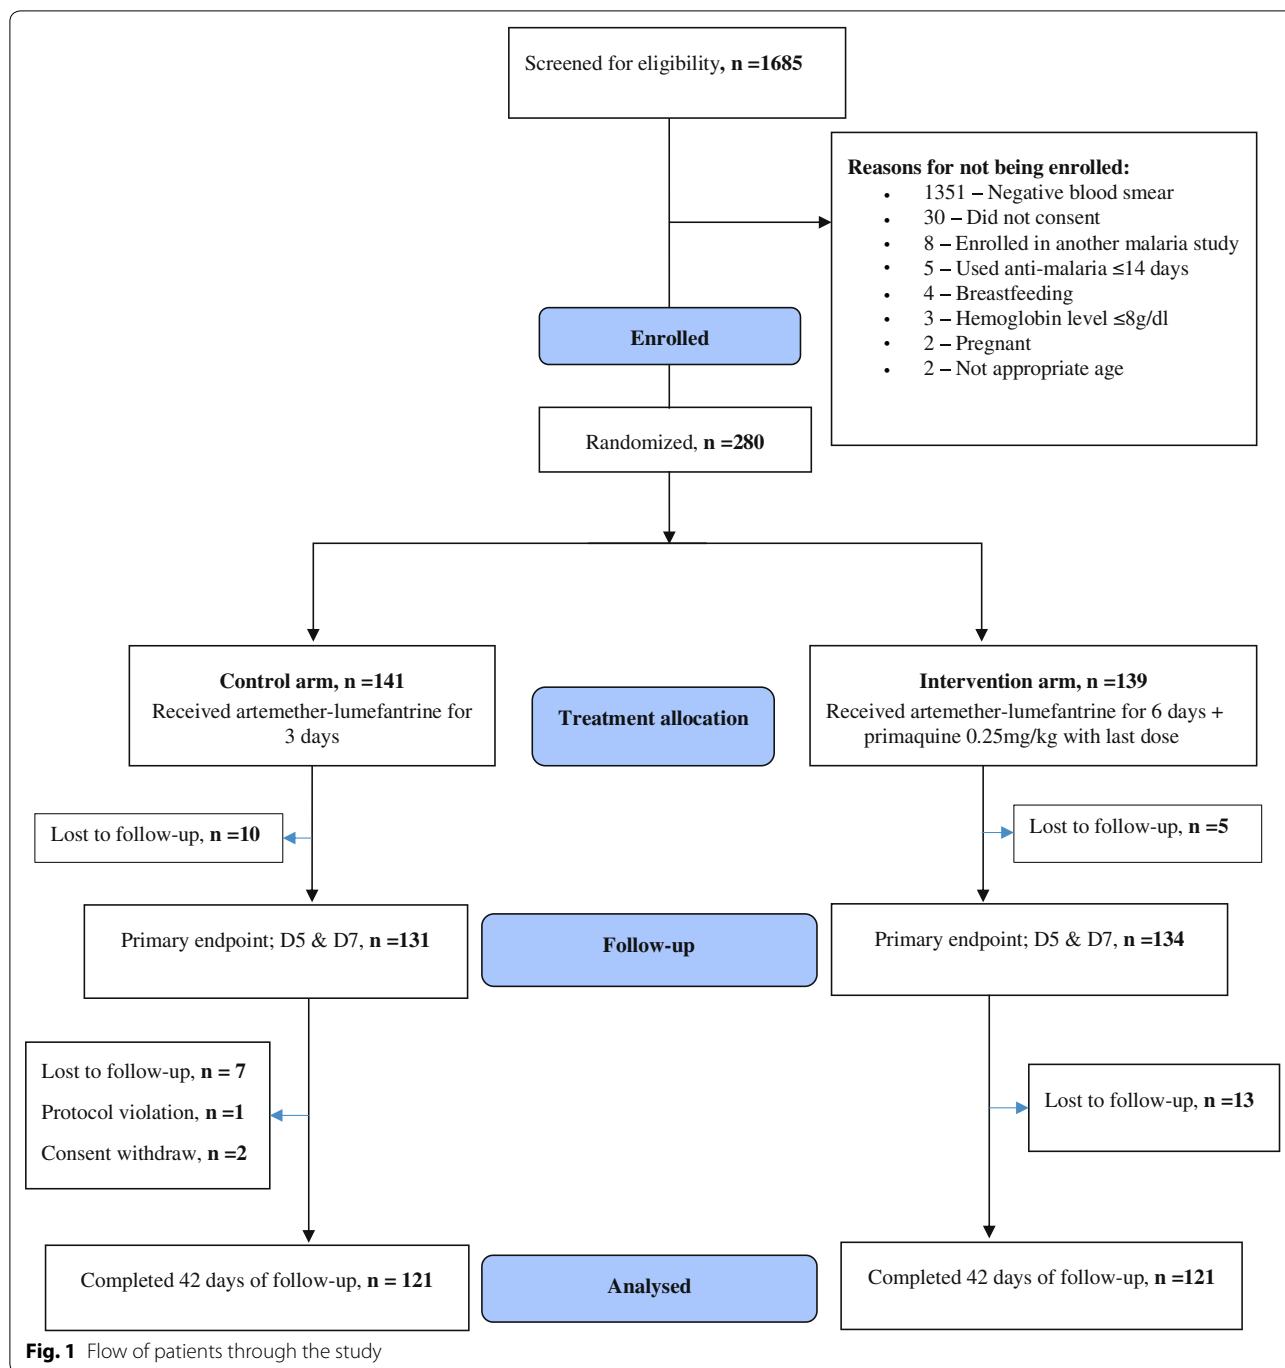 Screened for eligibility, n =1685
Reasons for not being enrolled:
• 1351 – Negative blood smear
• 30 – Did not consent
• 8 – Enrolled in another malaria study
• 5 – Used anti-malaria ≤14 days
• 4 – Breastfeeding
• 3 – Hemoglobin level ≤8g/dl
• 2 – Pregnant
• 2 – Not appropriate age
Enrolled
Randomized, n =280
Control arm, n =141
Received artemether-lumefantrine for
3 days
Treatment allocation
Intervention arm, n =139
Received artemether-lumefantrine for 6 days +
primaquine 0.25mg/kg with last dose
Lost to follow-up, n =10
Lost to follow-up, n =5
Primary endpoint; D5 & D7, n =131
Follow-up
Primary endpoint; D5 & D7, n =134
Lost to follow-up, n = 7
Protocol violation, n =1
Consent withdraw, n =2
Lost to follow-up, n =13
Completed 42 days of follow-up, n = 121
Analysed
Completed 42 days of follow-up, n =121
Fig. 1 Flow of patients through the study